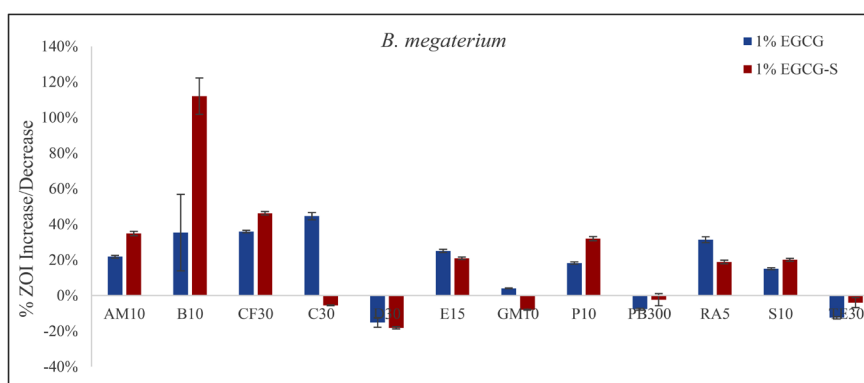 B. megaterium
1% EGCG
1% EGCG-S
% ZOI Increase/Decrease
140%
120%
100%
80%
60%
40%
20%
0%
-20%
-40%
AM10 B10 CF30 C30 E15 GM10 P10 PB300 RA5 S10